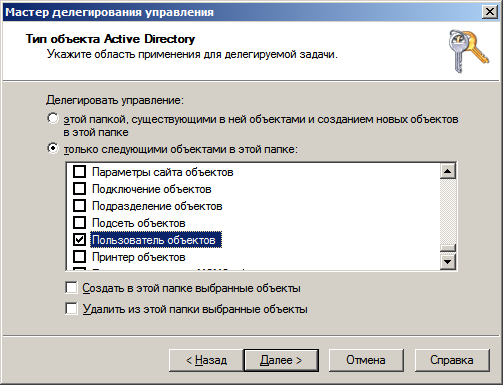 Мастер делегирования управления
Тип объекта Active Directory
Укажите область применения для делегируемой задачи.
Делегировать управление:
этой папкой, существующими в ней объектами и созданием новых объектов
в этой папке
только следующими объектами в этой папке:
Параметры сайта объектов
Подключение объектов
Подразделение объектов
Подсеть объектов
Пользователь объектов
Принтер объектов
Создать в этой папке выбранные объекты
Удалить из этой папки выбранные объекты
< Назад
Далее >
Отмена
Справка